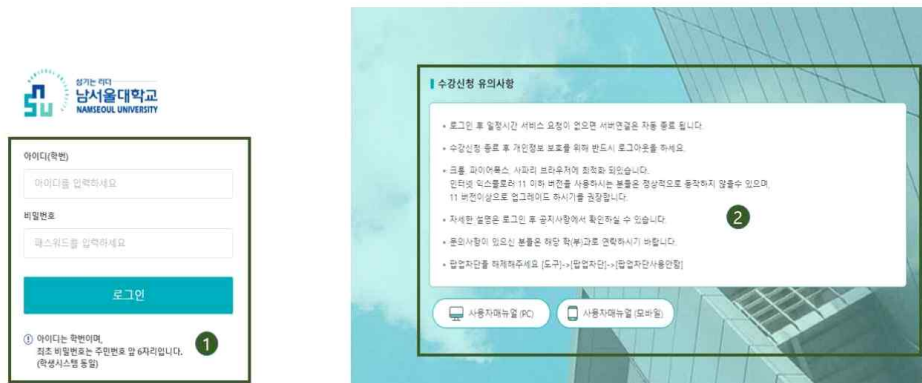 NAMSEOUL UNIV
섬기는 리더
남서울대학교
NAMSEOUL UNIVERSITY
아이디(학번)
아이디를 입력하세요
비밀번호
패스워드를 입력하세요
로그인
아이디는 학번이며,
최초 비밀번호는 주민번호 앞 6자리입니다.
(학생시스템 동일)
1
수강신청 유의사항
• 로그인 후 일정시간 서비스 요청이 없으면 서버연결은 자동 종료 됩니다.
• 수강신청 종료 후 개인정보 보호를 위해 반드시 로그아웃을 하세요.
• 크롬, 파이어폭스, 사파리 브라우저에 최적화 되있습니다.
인터넷 익스플로러 11 이하 버전을 사용하시는 분들은 정상적으로 동작하지 않을수 있으며,
11 버전이상으로 업그레이드 하시기를 권장합니다.
• 자세한 설명은 로그인 후 공지사항에서 확인하실 수 있습니다.
• 문의사항이 있으신 분들은 해당 학(부)과로 연락하시기 바랍니다.
• 팝업차단을 해제해주세요 [도구]->[팝업차단]->[팝업차단사용안함]
2
사용자매뉴얼 (PC)
사용자매뉴얼 (모바일)